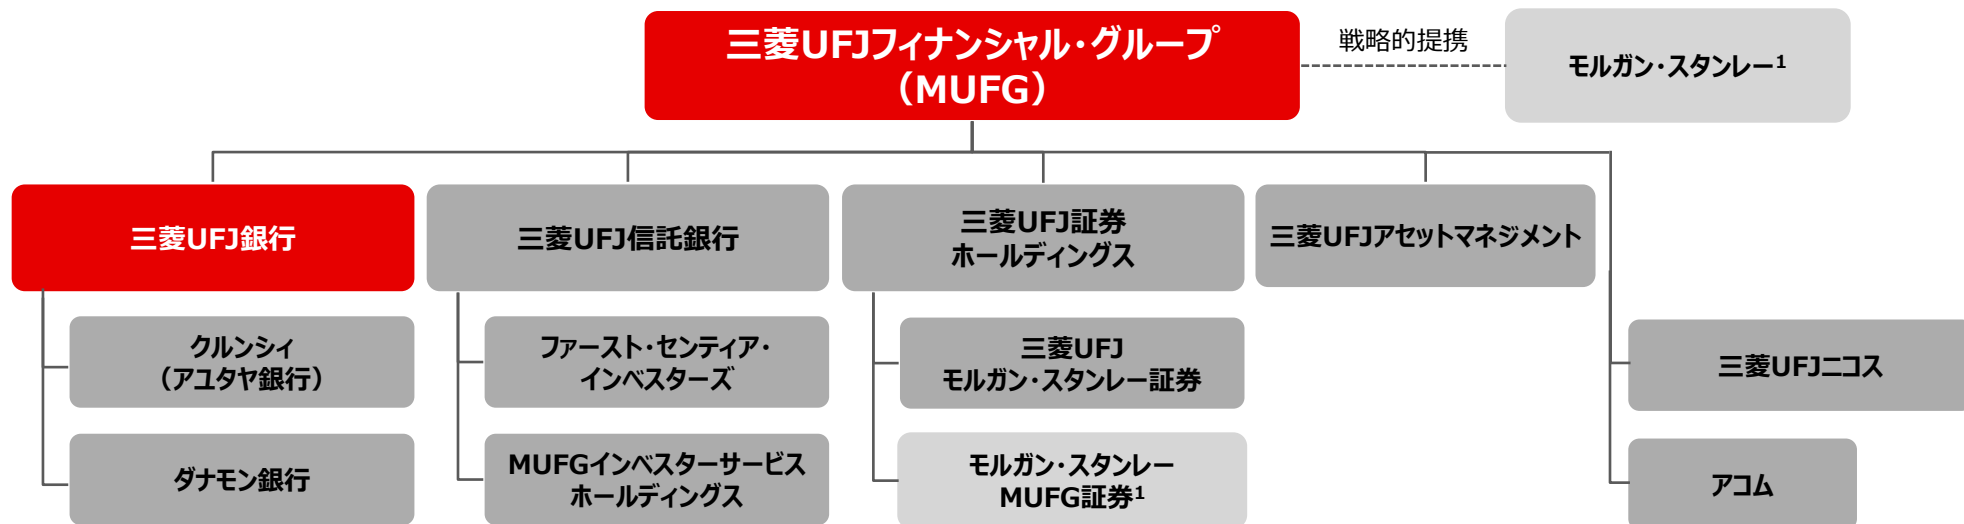 三菱UFJフィナンシャル・グループ
（MUFG）
戦略的提携
モルガン・スタンレー¹
三菱UFJ銀行
三菱UFJ信託銀行
三菱UFJ証券
ホールディングス
三菱UFJアセットマネジメント
クルンシィ
（アユタヤ銀行）
ファースト・センティア・
インベスターズ
三菱UFJ
モルガン・スタンレー証券
三菱UFJニコス
ダナモン銀行
MUFGインベスターサービス
ホールディングス
モルガン・スタンレー
MUFG証券¹
アコム